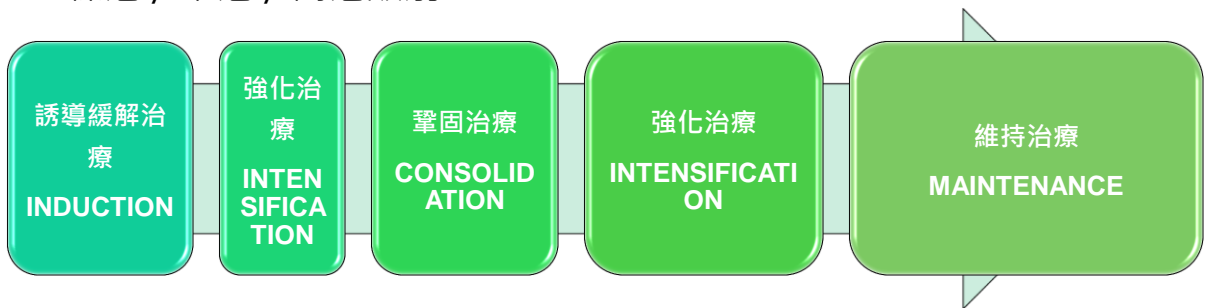 誘導緩解治
療
INDUCTION
強化治
療
INTEN
SIFICA
TION
鞏固治療
CONSOLID
ATION
強化治療
INTENSIFICATI
ON
維持治療
MAINTENANCE